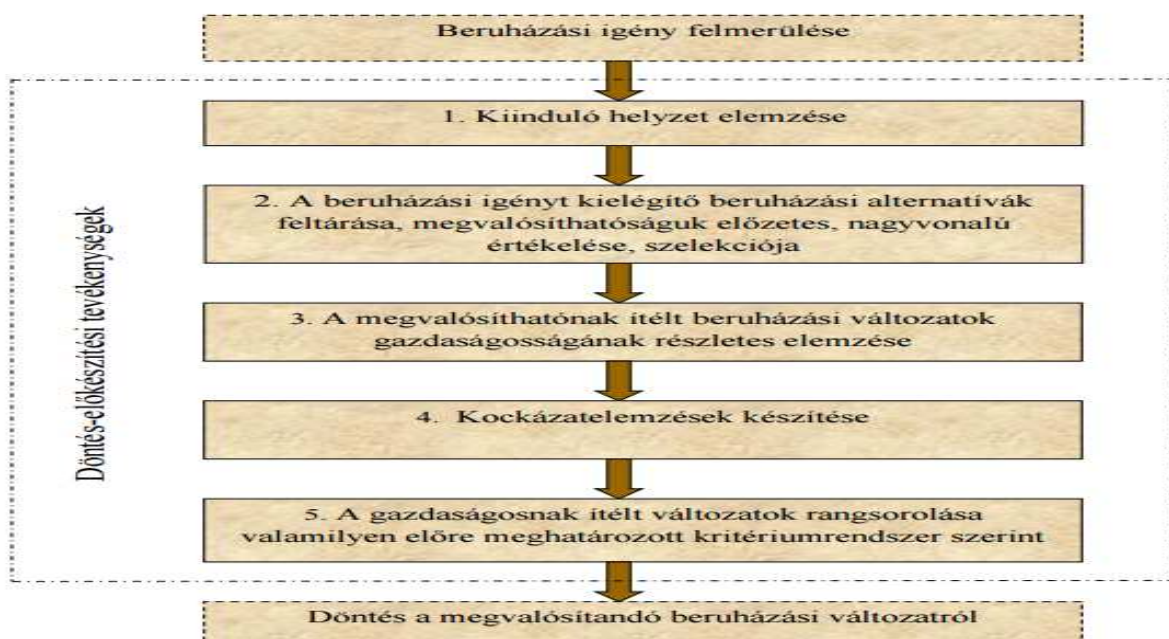 Beruházási igény felmerülése
1. Kiinduló helyzet elemzése
2. A beruházási igényt kielégítő beruházási alternatívák
feltárása, megvalósíthatóságuk előzetes, nagyvonalú
értékelése, szelekciója
3. A megvalósíthatónak ítélt beruházási változatok
gazdaságosságának részletes elemzése
4. Kockázatelemzések készítése
5. A gazdaságosnak ítélt változatok rangsorolása
valamilyen előre meghatározott kritériumrendszer szerint
Döntés a megvalósítandó beruházási változatról
Döntés-előkészítési tevékenységek